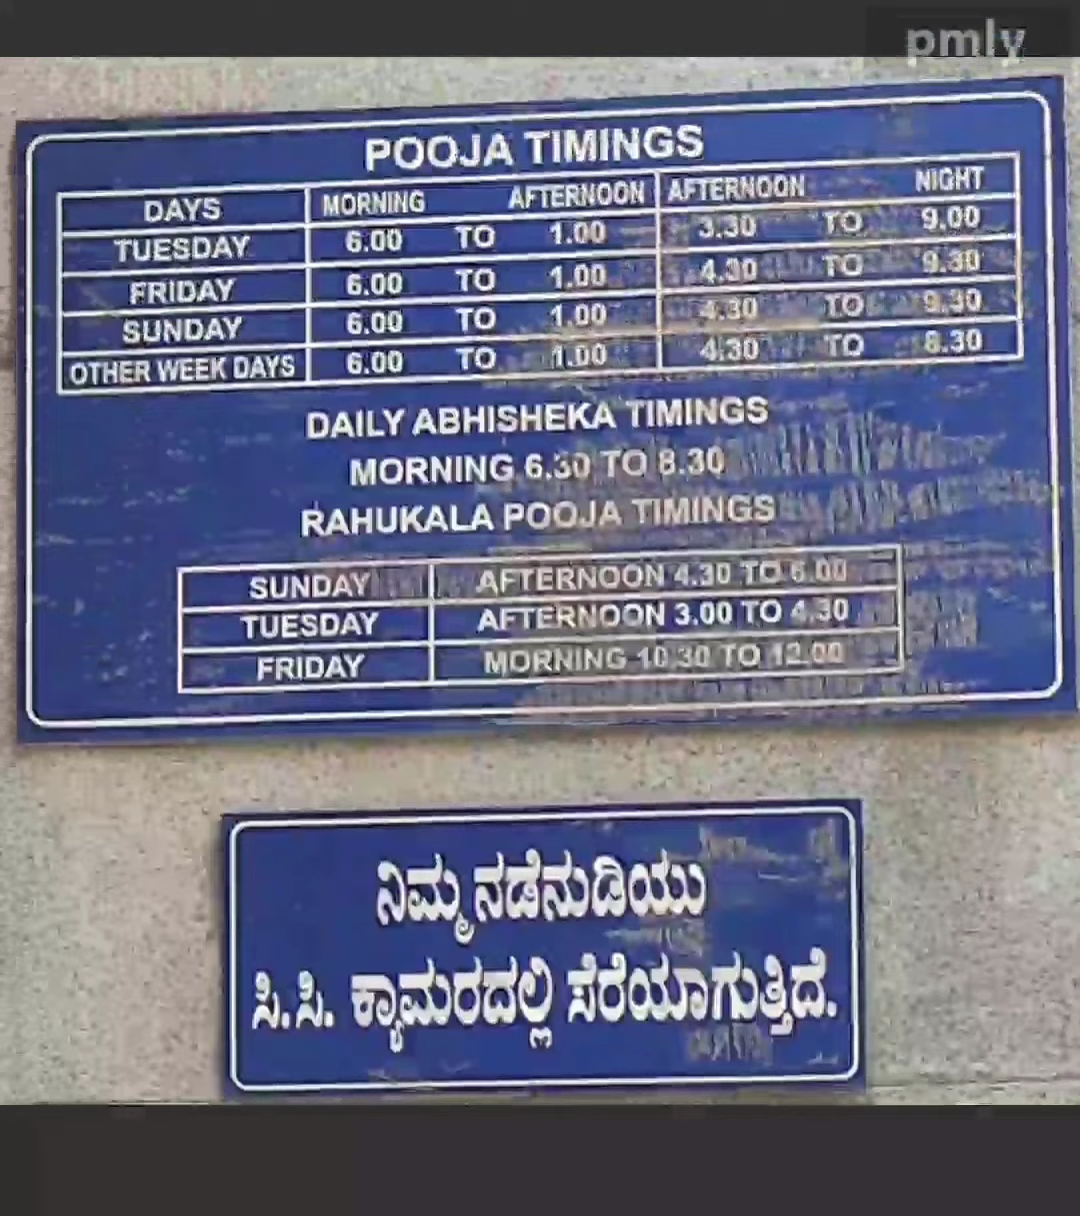 pmly
POOJA TIMINGS
DAYS MORNING AFTERNOON AFTERNOON NIGHT
TUESDAY 6.00 TO 1.00 3.30 TO 9.00
FRIDAY 6.00 TO 1.00 4.30 TO 9.30
SUNDAY 6.00 TO 1.00 4.30 TO 9.30
OTHER WEEK DAYS 6.00 TO 1.00 4.30 TO 8.30
DAILY ABHISHEKA TIMINGS
MORNING 6.30 TO 8.30
RAHUKALA POOJA TIMINGS
SUNDAY AFTERNOON 4.30 TO 6.00
TUESDAY AFTERNOON 3.00 TO 4.30
FRIDAY MORNING 10.30 TO 12.00
ನಿಮ್ಮ ನಡೆನುಡಿಯು
ಸಿ.ಸಿ. ಕ್ಯಾಮರದಲ್ಲಿ ಸೆರೆಯಾಗುತ್ತಿದೆ.